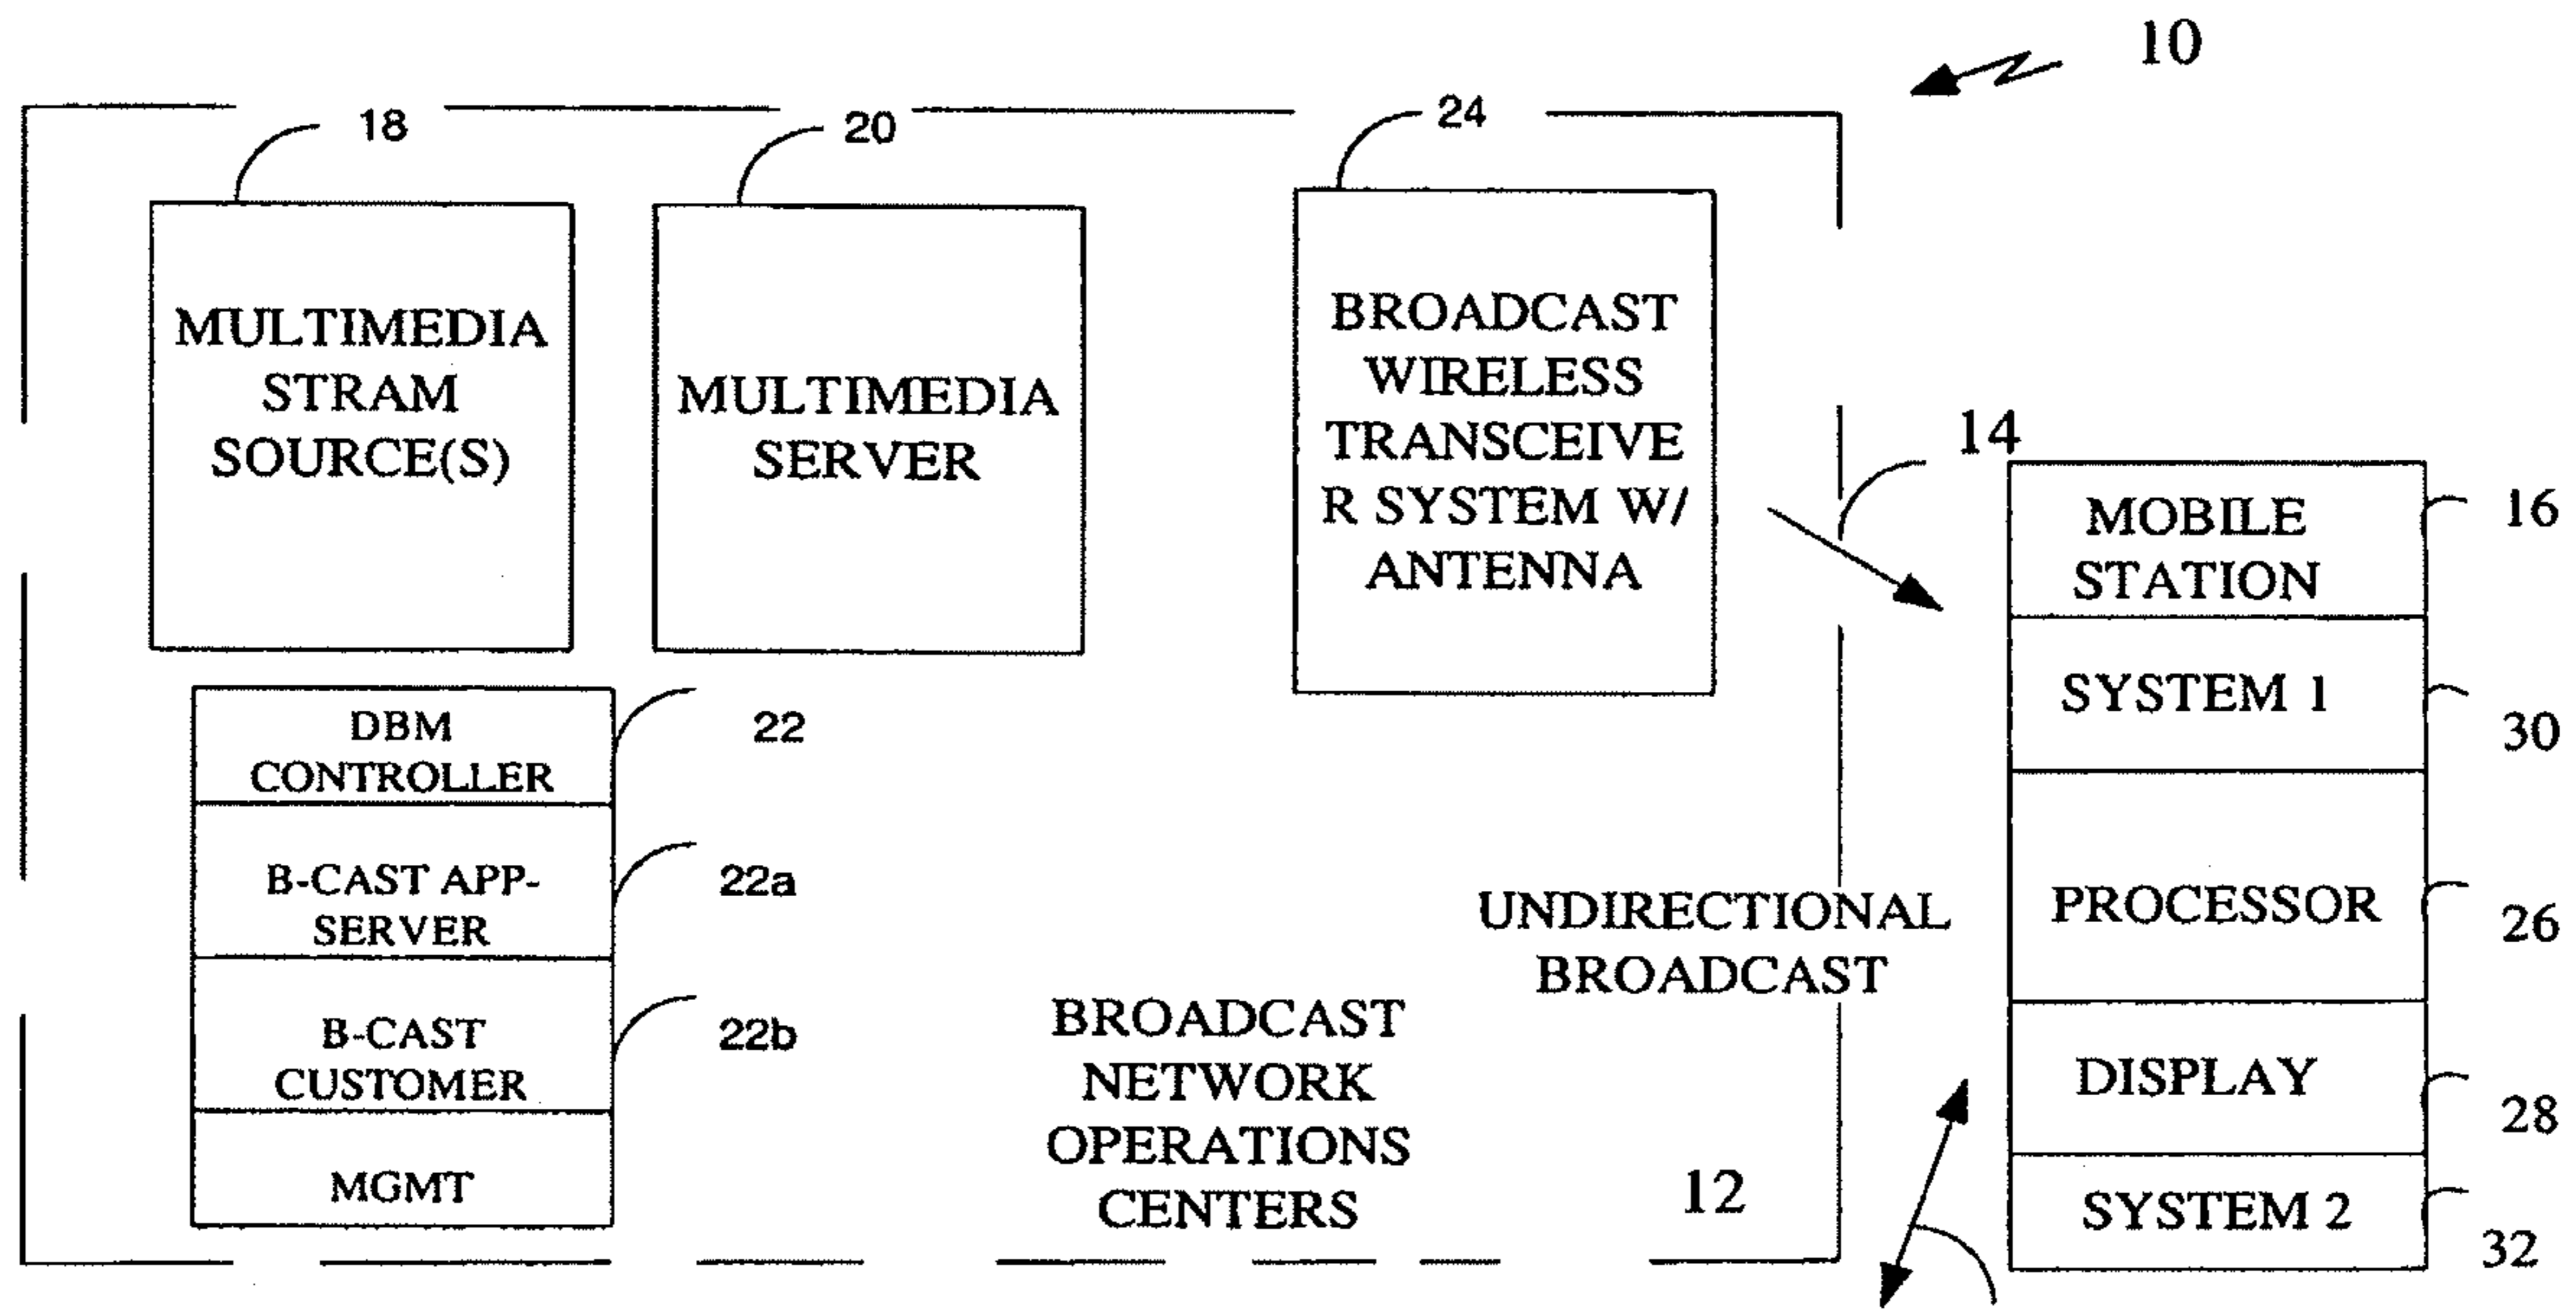 10
18
20
24
MULTIMEDIA
STRAM
SOURCE(S)
MULTIMEDIA
SERVER
BROADCAST
WIRELESS
TRANSCEIVE
R SYSTEM W/
ANTENNA
14
MOBILE
STATION
16
SYSTEM 1
30
PROCESSOR
26
DISPLAY
28
SYSTEM 2
32
DBM
CONTROLLER
22
B-CAST APP-
SERVER
22a
B-CAST
CUSTOMER
22b
MGMT
UNDIRECTIONAL
BROADCAST
BROADCAST
NETWORK
OPERATIONS
CENTERS
12